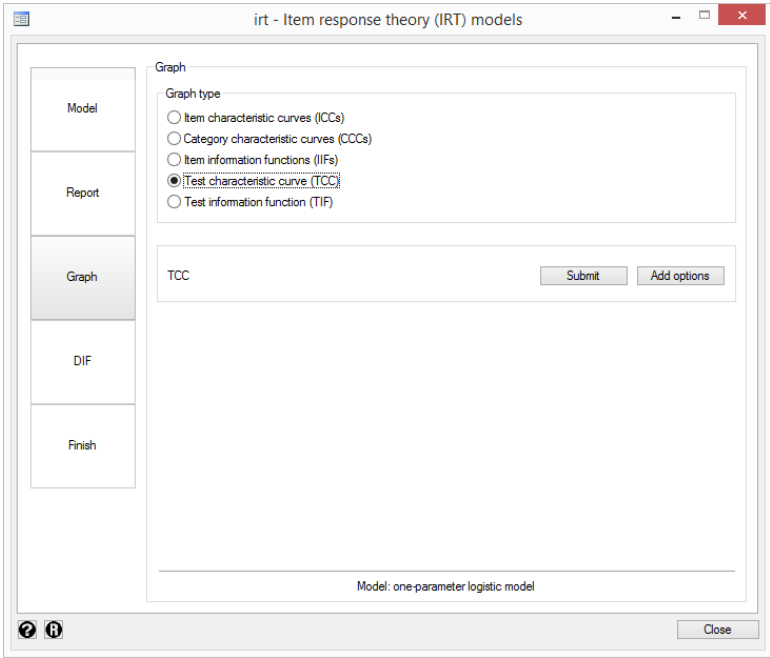 irt - Item response theory (IRT) models
Model
Report
Graph
DIF
Finish
Graph
Graph type
Item characteristic curves (ICCs)
Category characteristic curves (CCCs)
Item information functions (IIFs)
Test characteristic curve (TCC)
Test information function (TIF)
TCC
Submit
Add options
Model: one-parameter logistic model
? R
Close